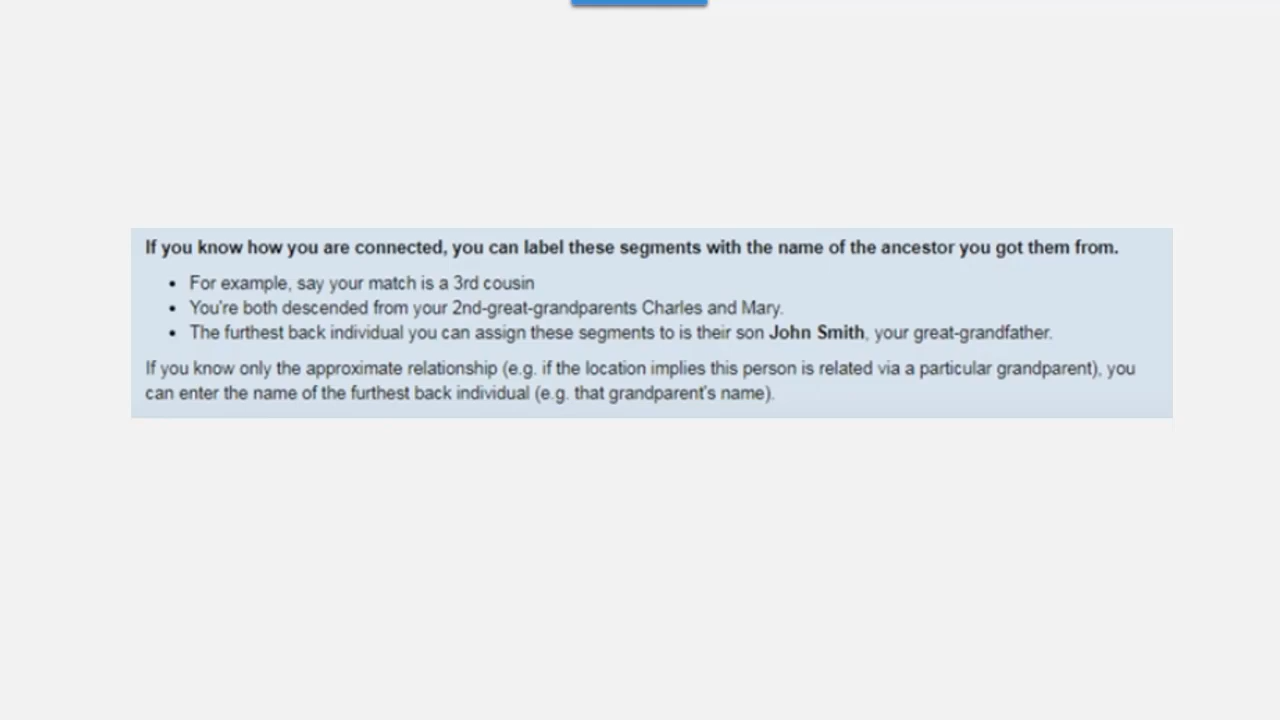 If you know how you are connected, you can label these segments with the name of the ancestor you got them from.
• For example, say your match is a 3rd cousin
• You're both descended from your 2nd-great-grandparents Charles and Mary.
• The furthest back individual you can assign these segments to is their son John Smith, your great-grandfather.
If you know only the approximate relationship (e.g. if the location implies this person is related via a particular grandparent), you
can enter the name of the furthest back individual (e.g. that grandparent's name).